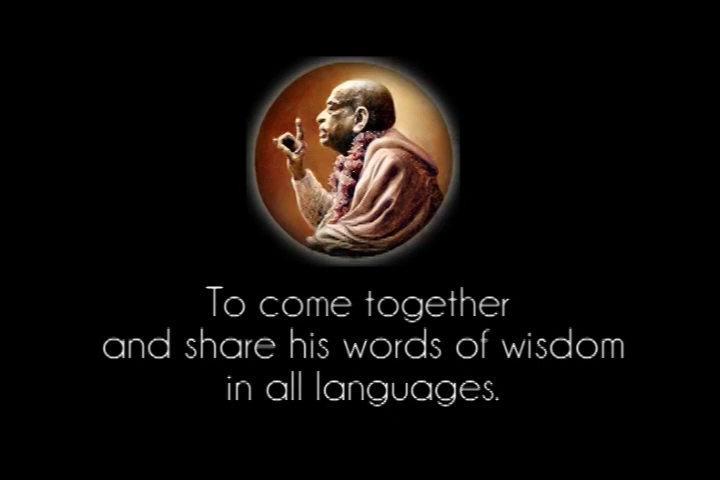 To come together
and share his words of wisdom
in all languages.